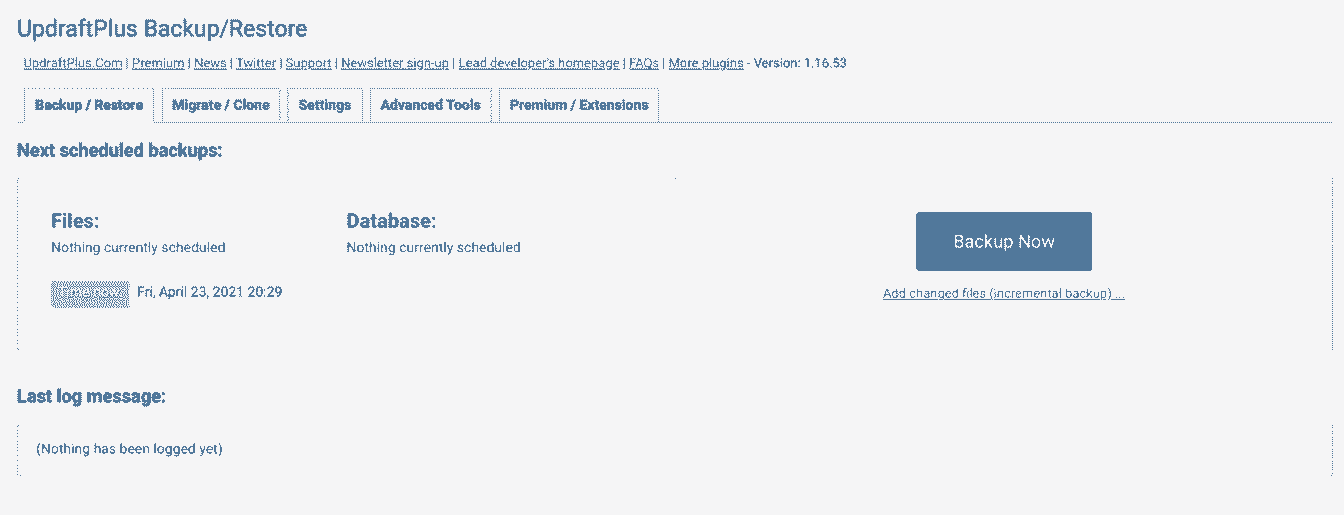 UpdraftPlus Backup/Restore
UpdraftPlus.Com | Premium | News | Twitter | Support | Newsletter sign-up | Lead developer's homepage | FAQs | More plugins - Version: 1.16.53
Backup / Restore Migrate / Clone Settings Advanced Tools Premium / Extensions
Next scheduled backups:
Files: Database:
Nothing currently scheduled Nothing currently scheduled
Backup Now
Fri, April 23, 2021 20:29
Add changed files (incremental backup) ...
Last log message:
(Nothing has been logged yet)